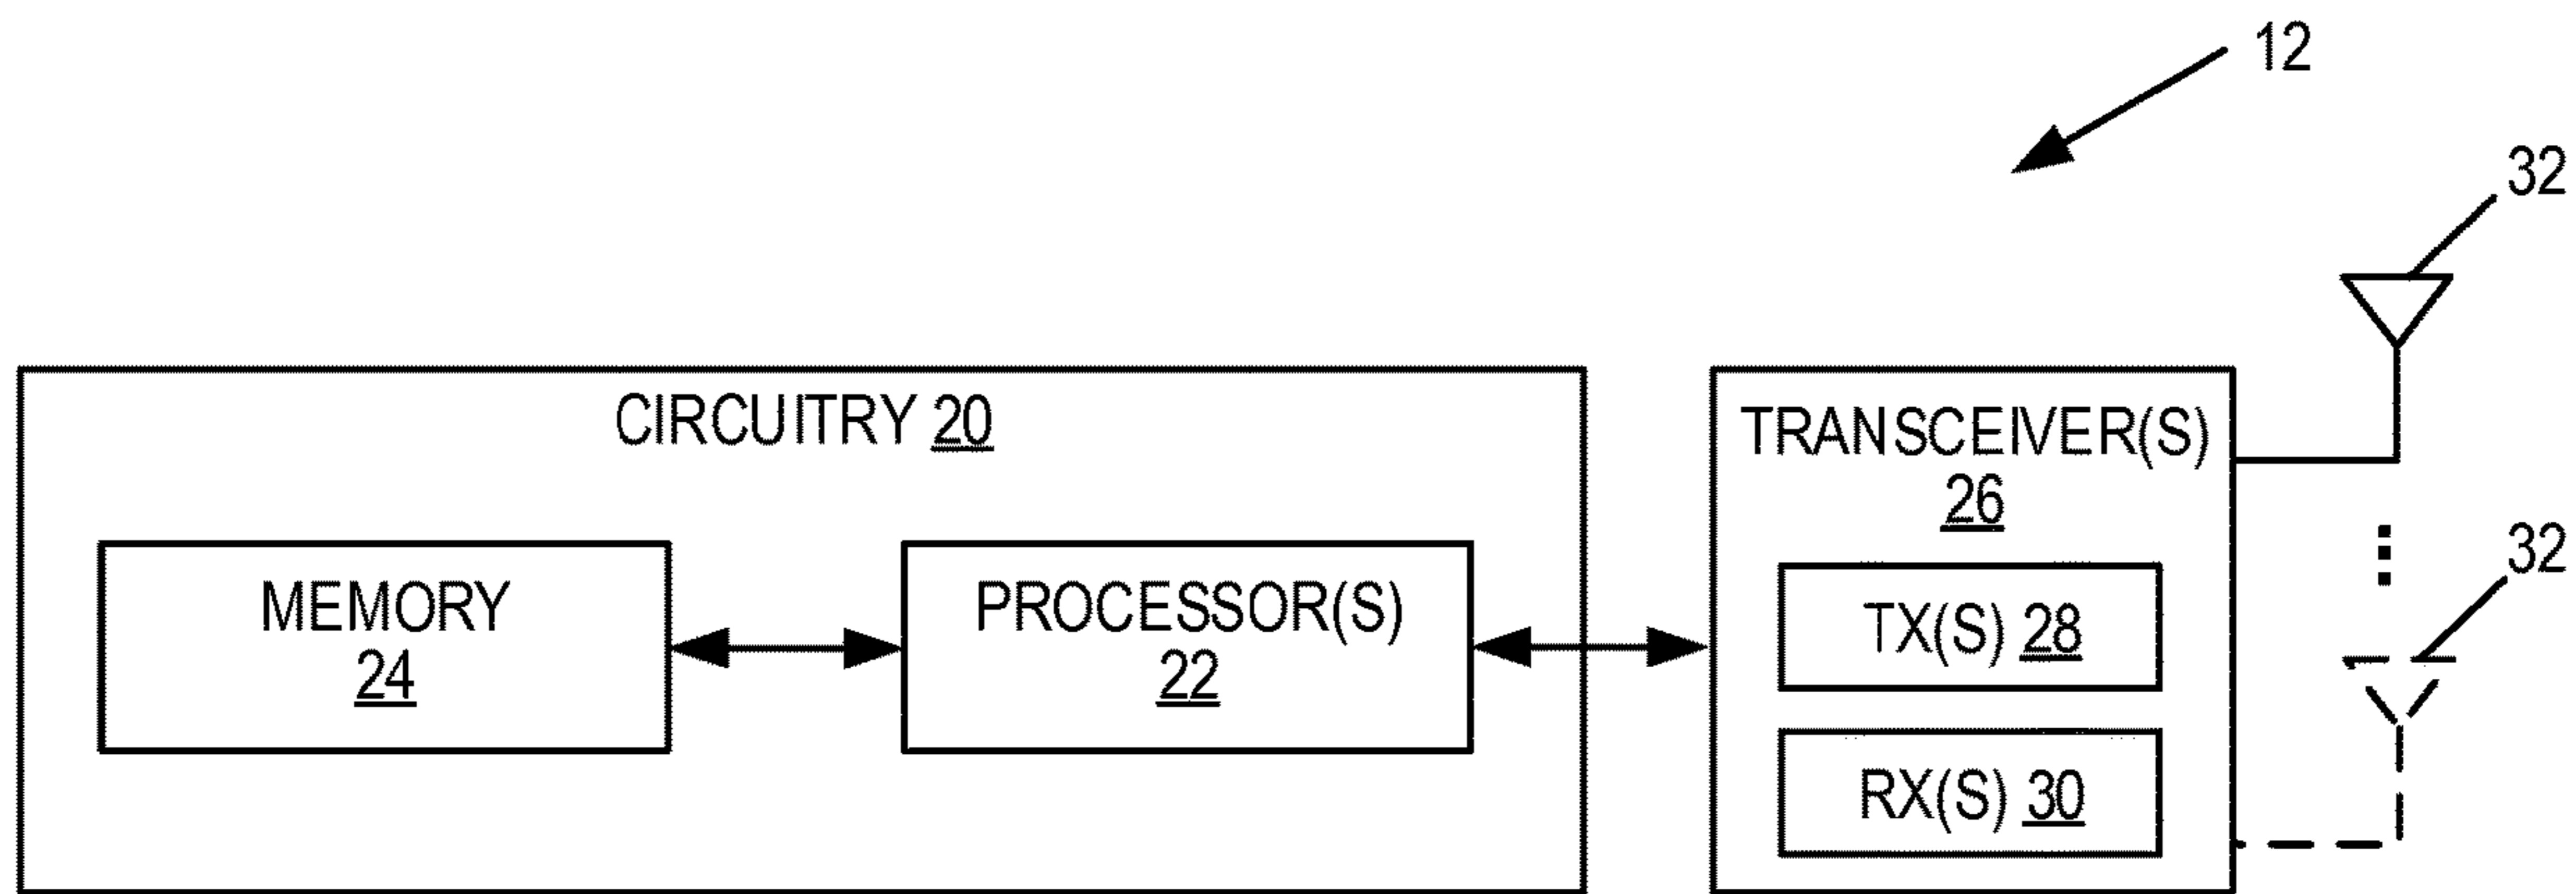 12
32
CIRCUITRY 20
TRANSCEIVER(S)
26
32
MEMORY
24
PROCESSOR(S)
22
TX(S) 28
RX(S) 30